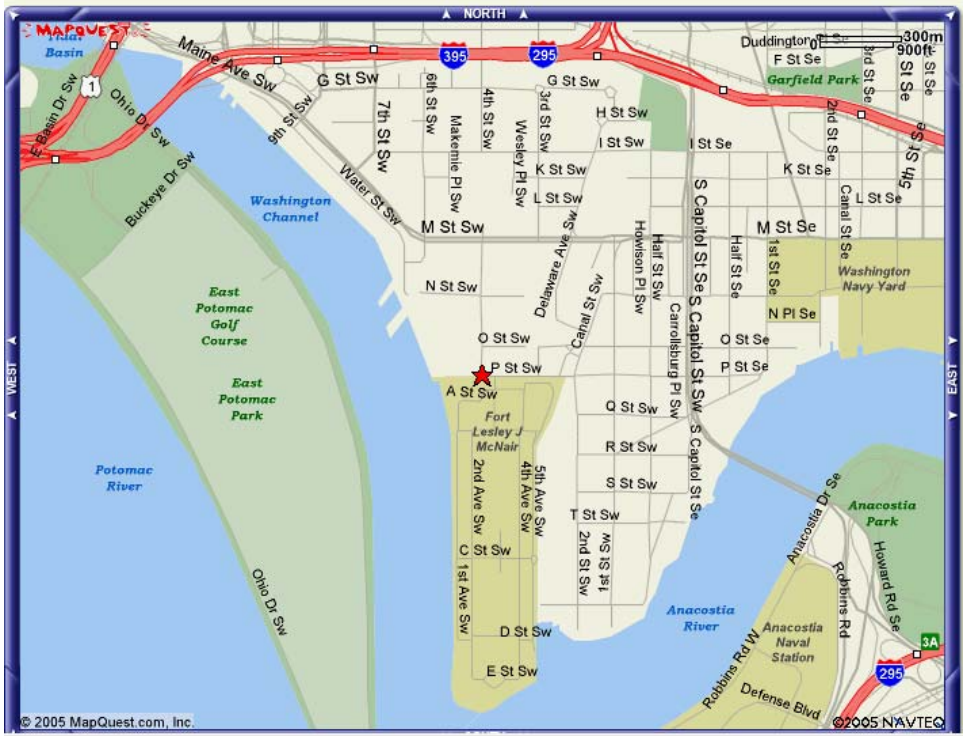 NORTH
MAPQUEST
Tidal
Basin
Maine Ave Sw
395
295
Duddington
300m
0
900ft
F St Se
3rd St Se
Garfield Park
1
E Basin Dr Sw
Ohio Dr Sw
9th St Sw
G St Sw
7th St Sw
6th St Sw
Makemie Pl Sw
4th St Sw
Wesley Pl Sw
3rd St Sw
G St Sw
H St Sw
I St Sw
I St Se
2nd St Se
5th St Se
K St Sw
K St Se
L St Sw
L St Se
Canal St Se
Buckeye Dr Sw
Washington
Channel
Water St Sw
M St Sw
M St Se
Delaware Ave Sw
Canal St Sw
Howison Pl Sw
Half St Sw
Carrollsburg Pl Sw
S Capitol St Se
S Capitol St Sw
S Capitol St Se
Half St Se
1st St Se
Washington
Navy Yard
N St Sw
N Pl Se
East
Potomac
Golf
Course
O St Sw
O St Se
P St Sw
P St Se
WEST
EAST
East
Potomac
Park
A St Sw
Fort
Lesley J
McNair
Q St Sw
R St Sw
S St Sw
T St Sw
2nd Ave Sw
4th Ave Sw
5th Ave Sw
Potomac
River
Anacostia Dr Se
Anacostia
Park
Howard Rd Se
C St Sw
1st Ave Sw
2nd St Sw
1st St Sw
Ohio Dr Sw
D St Sw
E St Sw
Anacostia
River
Robbins Rd
Robbins Rd W
Anacostia
Naval
Station
Defense Blvd
3A
295
© 2005 MapQuest.com, Inc.
©2005 NAVTEQ